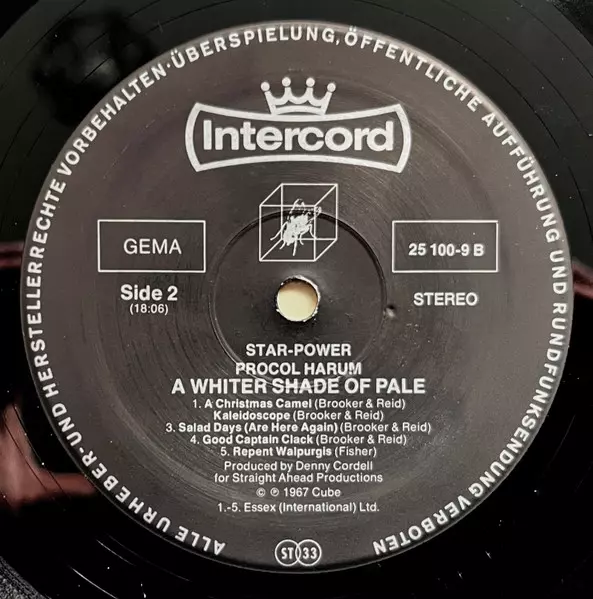 ALLE URHEBER- UND HERSTELLERRECHTE VORBEHALTEN · ÜBERSPIELUNG, ÖFFENTLICHE AUFFÜHRUNG UND RUNDFUNKSENDUNG VERBOTEN
Intercord
GEMA
25 100-9 B
Side 2
(18:06)
STEREO
STAR-POWER
PROCOL HARUM
A WHITER SHADE OF PALE
1. A Christmas Camel (Brooker & Reid)
Kaleidoscope (Brooker & Reid)
3. Salad Days (Are Here Again) (Brooker & Reid)
4. Good Captain Clack (Brooker & Reid)
5. Repent Walpurgis (Fisher)
Produced by Denny Cordell
for Straight Ahead Productions
© ℗ 1967 Cube
1.-5. Essex (International) Ltd.
ST 33